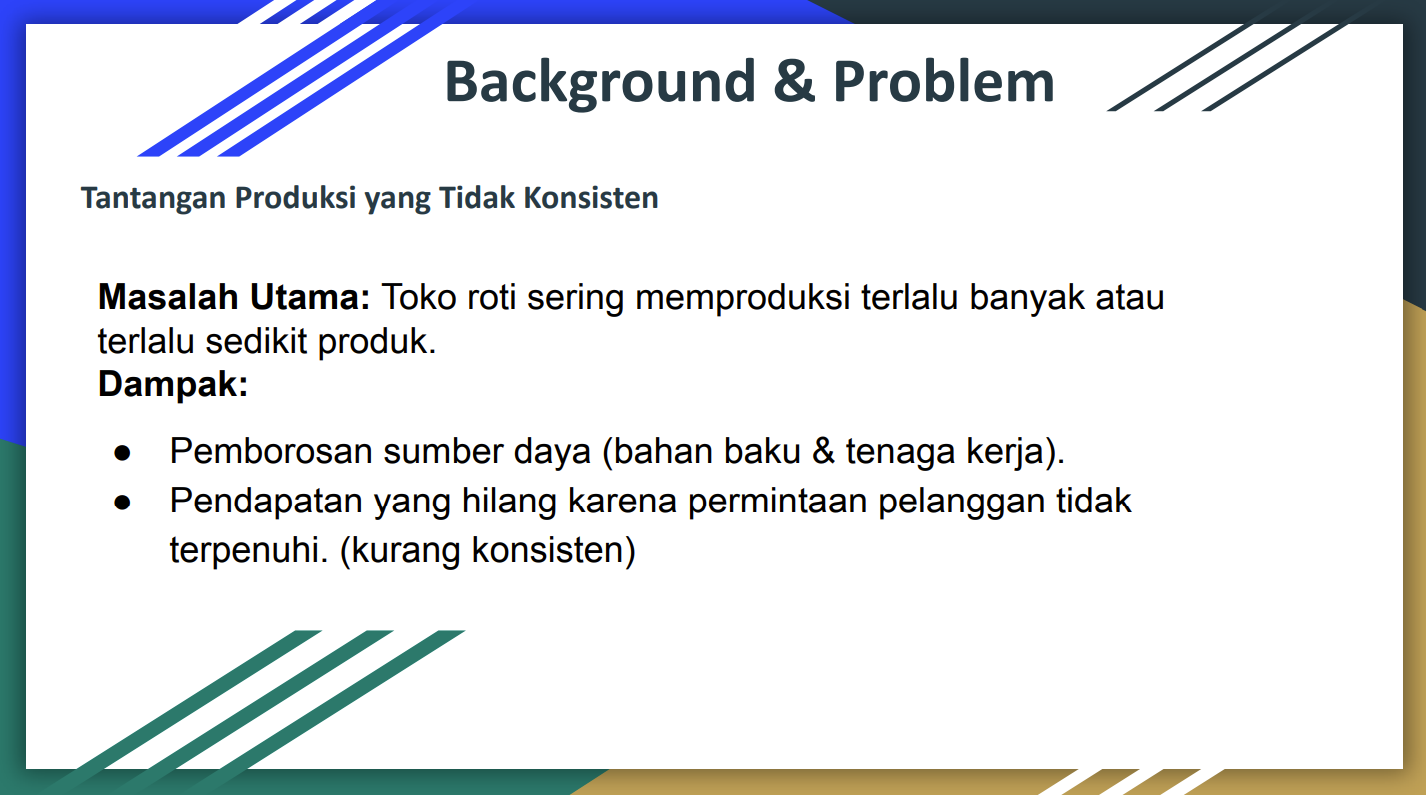 Background & Problem
Tantangan Produksi yang Tidak Konsisten
Masalah Utama: Toko roti sering memproduksi terlalu banyak atau
terlalu sedikit produk.
Dampak:
● Pemborosan sumber daya (bahan baku & tenaga kerja).
● Pendapatan yang hilang karena permintaan pelanggan tidak
terpenuhi. (kurang konsisten)